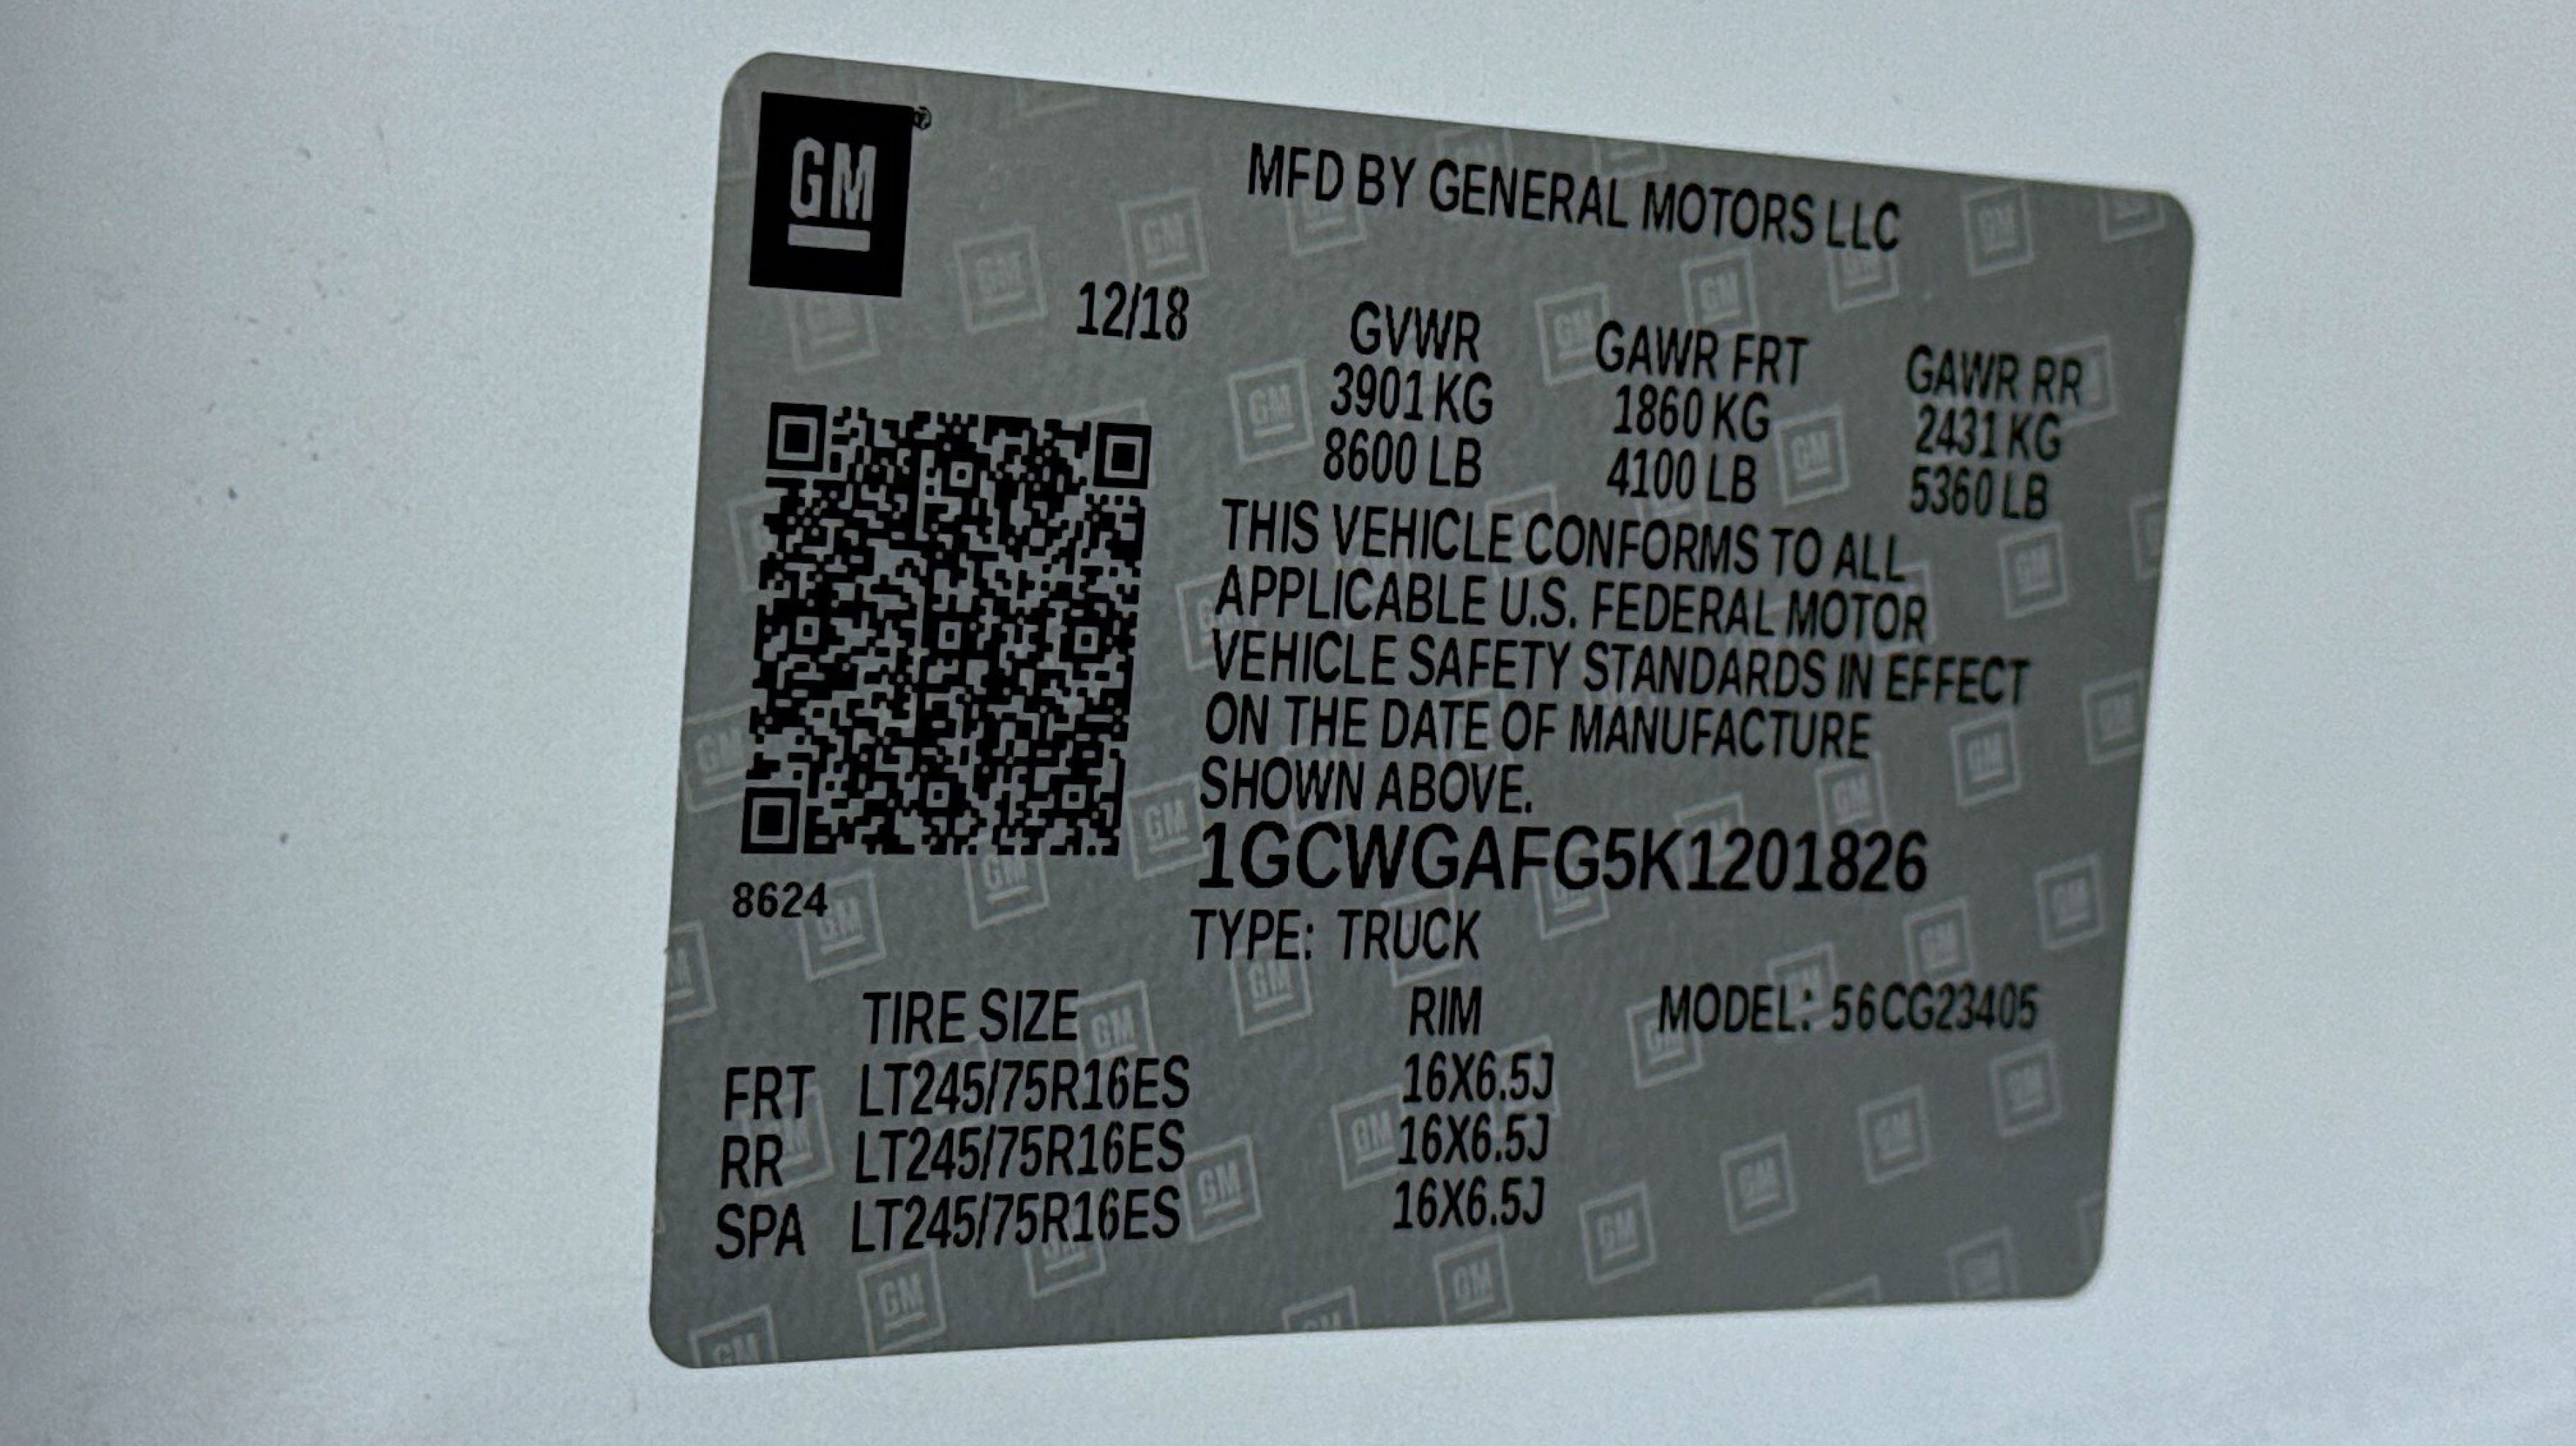 GM
MFD BY GENERAL MOTORS LLC
12/18
GVWR GAWR FRT GAWR RR
3901 KG 1860 KG 2431 KG
8600 LB 4100 LB 5360 LB
THIS VEHICLE CONFORMS TO ALL
APPLICABLE U.S. FEDERAL MOTOR
VEHICLE SAFETY STANDARDS IN EFFECT
ON THE DATE OF MANUFACTURE
SHOWN ABOVE.
1GCWGAFG5K1201826
8624
TYPE: TRUCK
TIRE SIZE RIM MODEL: 56CG23405
FRT LT245/75R16ES 16X6.5J
RR LT245/75R16ES 16X6.5J
SPA LT245/75R16ES 16X6.5J